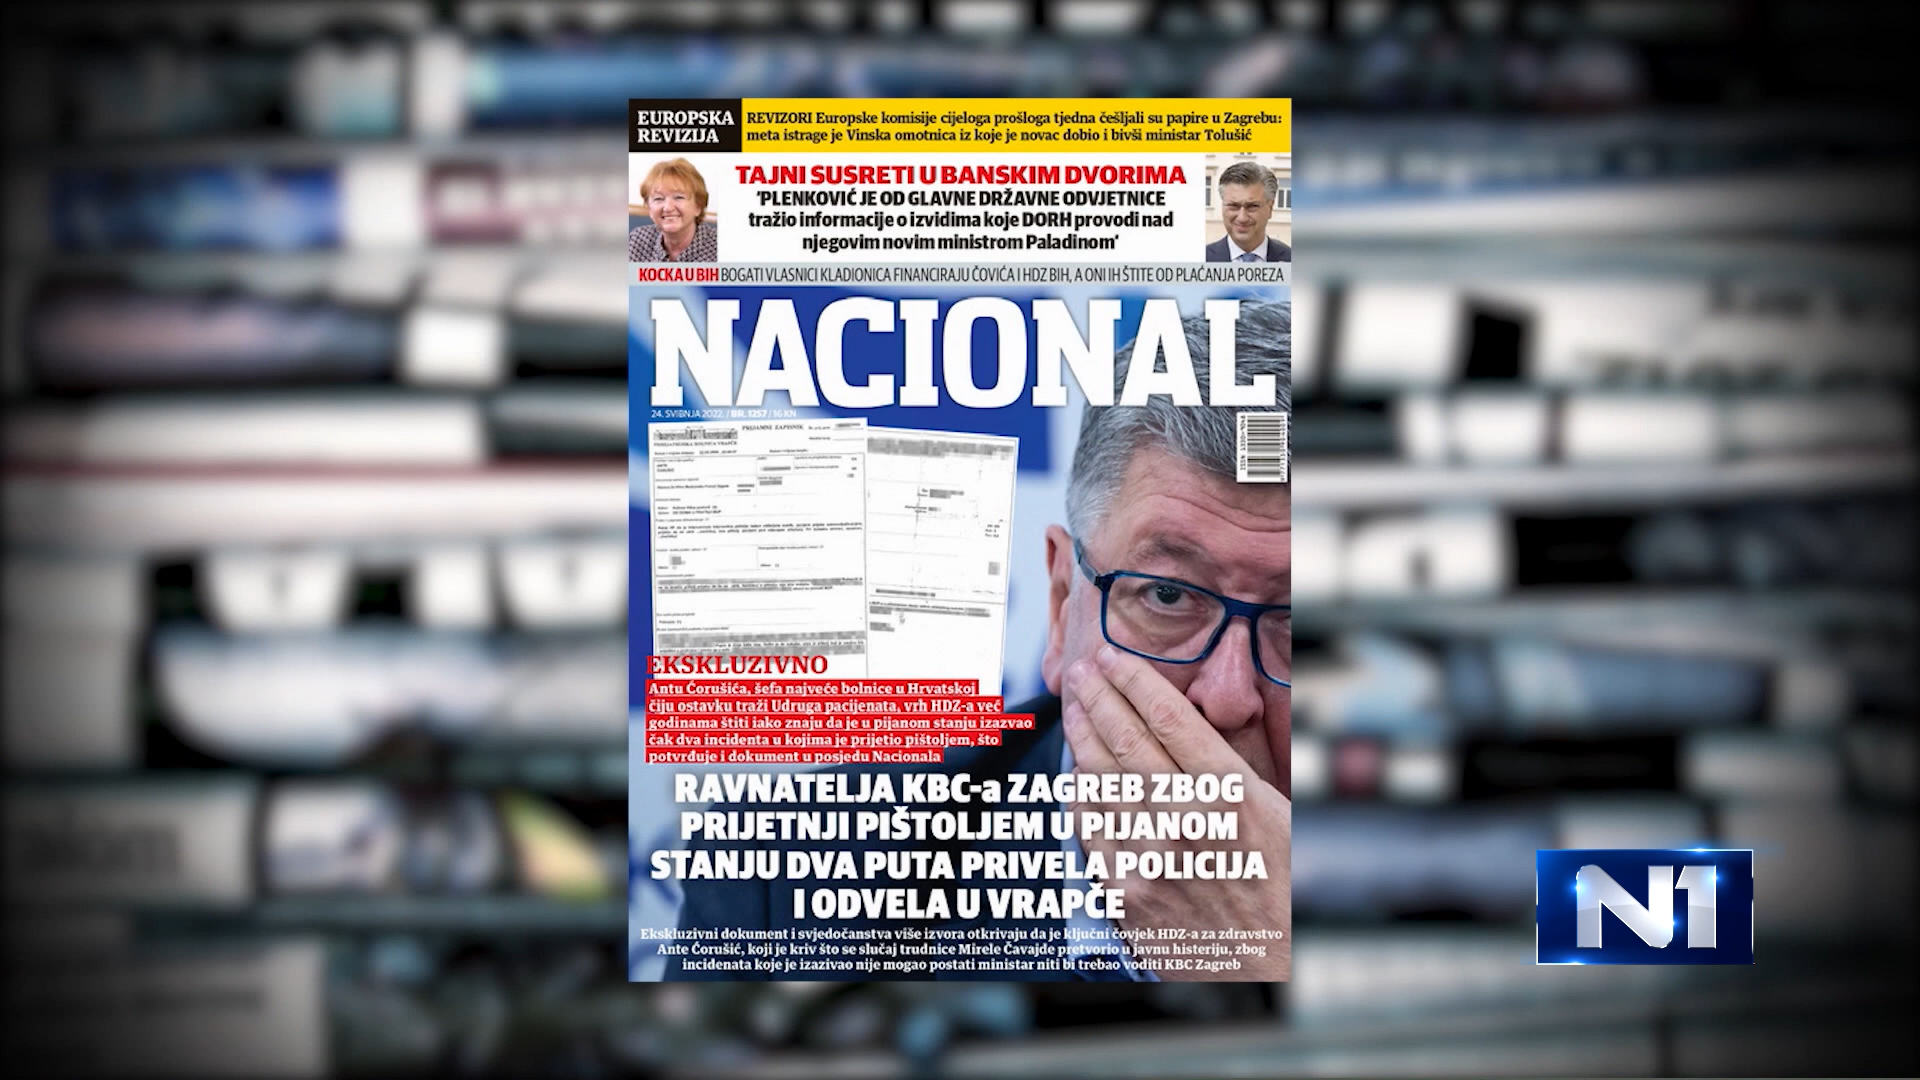 EUROPSKA
REVIZIJA
REVIZORI Europske komisije cijeloga prošloga tjedna češljali su papire u Zagrebu:
meta istrage je Vinska omotnica iz koje je novac dobio i bivši ministar Tolušić
TAJNI SUSRETI U BANSKIM DVORIMA
'PLENKOVIĆ JE OD GLAVNE DRŽAVNE ODVJETNICE
tražio informacije o izvidima koje DORH provodi nad
njegovim novim ministrom Paladinom'
KOCKA U BIH BOGATI VLASNICI KLADIONICA FINANCIRAJU ČOVIĆA I HDZ BIH, A ONI IH ŠTITE OD PLAĆANJA POREZA
NACIONAL
24. SVIBNJA 2022. / BR. 1257 / 16 KN
PRIJAMNI ZAPISNIK
EKSKLUZIVNO
Antu Ćorušića, šefa najveće bolnice u Hrvatskoj
čiju ostavku traži Udruga pacijenata, vrh HDZ-a već
godinama štiti iako znaju da je u pijanom stanju izazvao
čak dva incidenta u kojima je prijetio pištoljem, što
potvrđuje i dokument u posjedu Nacionala
RAVNATELJA KBC-a ZAGREB ZBOG
PRIJETNJI PIŠTOLJEM U PIJANOM
STANJU DVA PUTA PRIVELA POLICIJA
I ODVELA U VRAPČE
Ekskluzivni dokument i svjedočanstva više izvora otkrivaju da je ključni čovjek HDZ-a za zdravstvo
Ante Ćorušić, koji je kriv što se slučaj trudnice Mirele Čavajde pretvorio u javnu histeriju, zbog
incidenata koje je izazivao nije mogao postati ministar niti bi trebao voditi KBC Zagreb
N1